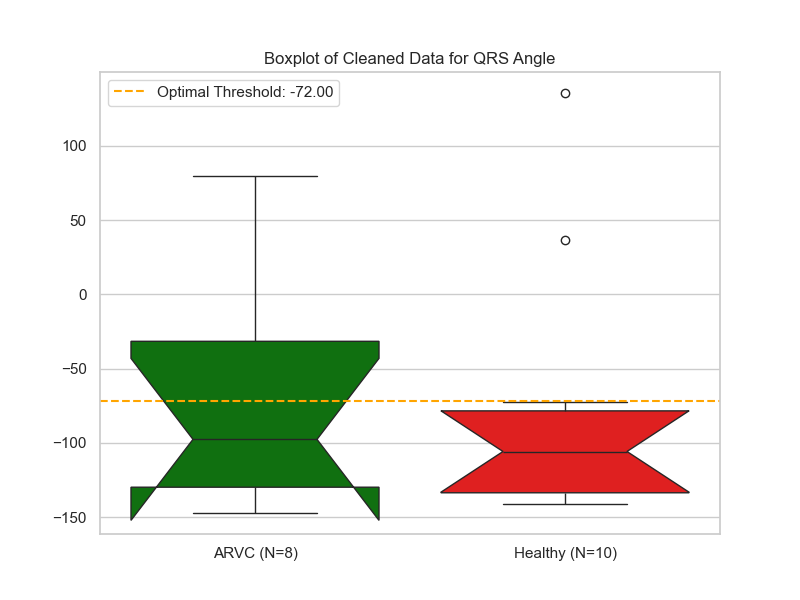 Boxplot of Cleaned Data for QRS Angle
Optimal Threshold: -72.00
100
50
0
−50
−100
−150
ARVC (N=8)
Healthy (N=10)